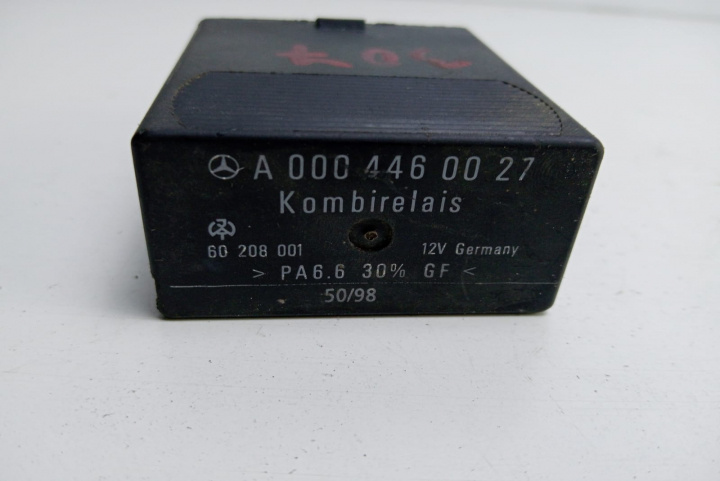 A 000 446 00 27
Kombirelais
60 208 001 12V Germany
> PA6.6 30% GF <
50/98